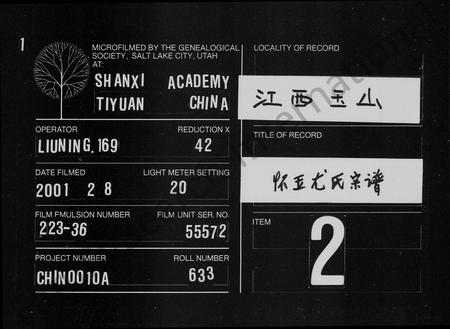 1
MICROFILMED BY THE GENEALOGICAL
SOCIETY, SALT LAKE CITY, UTAH
AT:
SHANXI ACADEMY
TIYUAN CHINA
OPERATOR REDUCTION X
LIUNING.169 42
DATE FILMED LIGHT METER SETTING
2001 2 8 20
FILM EMULSION NUMBER FILM UNIT SER. NO.
223-36 55572
PROJECT NUMBER ROLL NUMBER
CHIN0010A 633
LOCALITY OF RECORD
江西玉山
TITLE OF RECORD
怀玉尤氏宗谱
ITEM
2